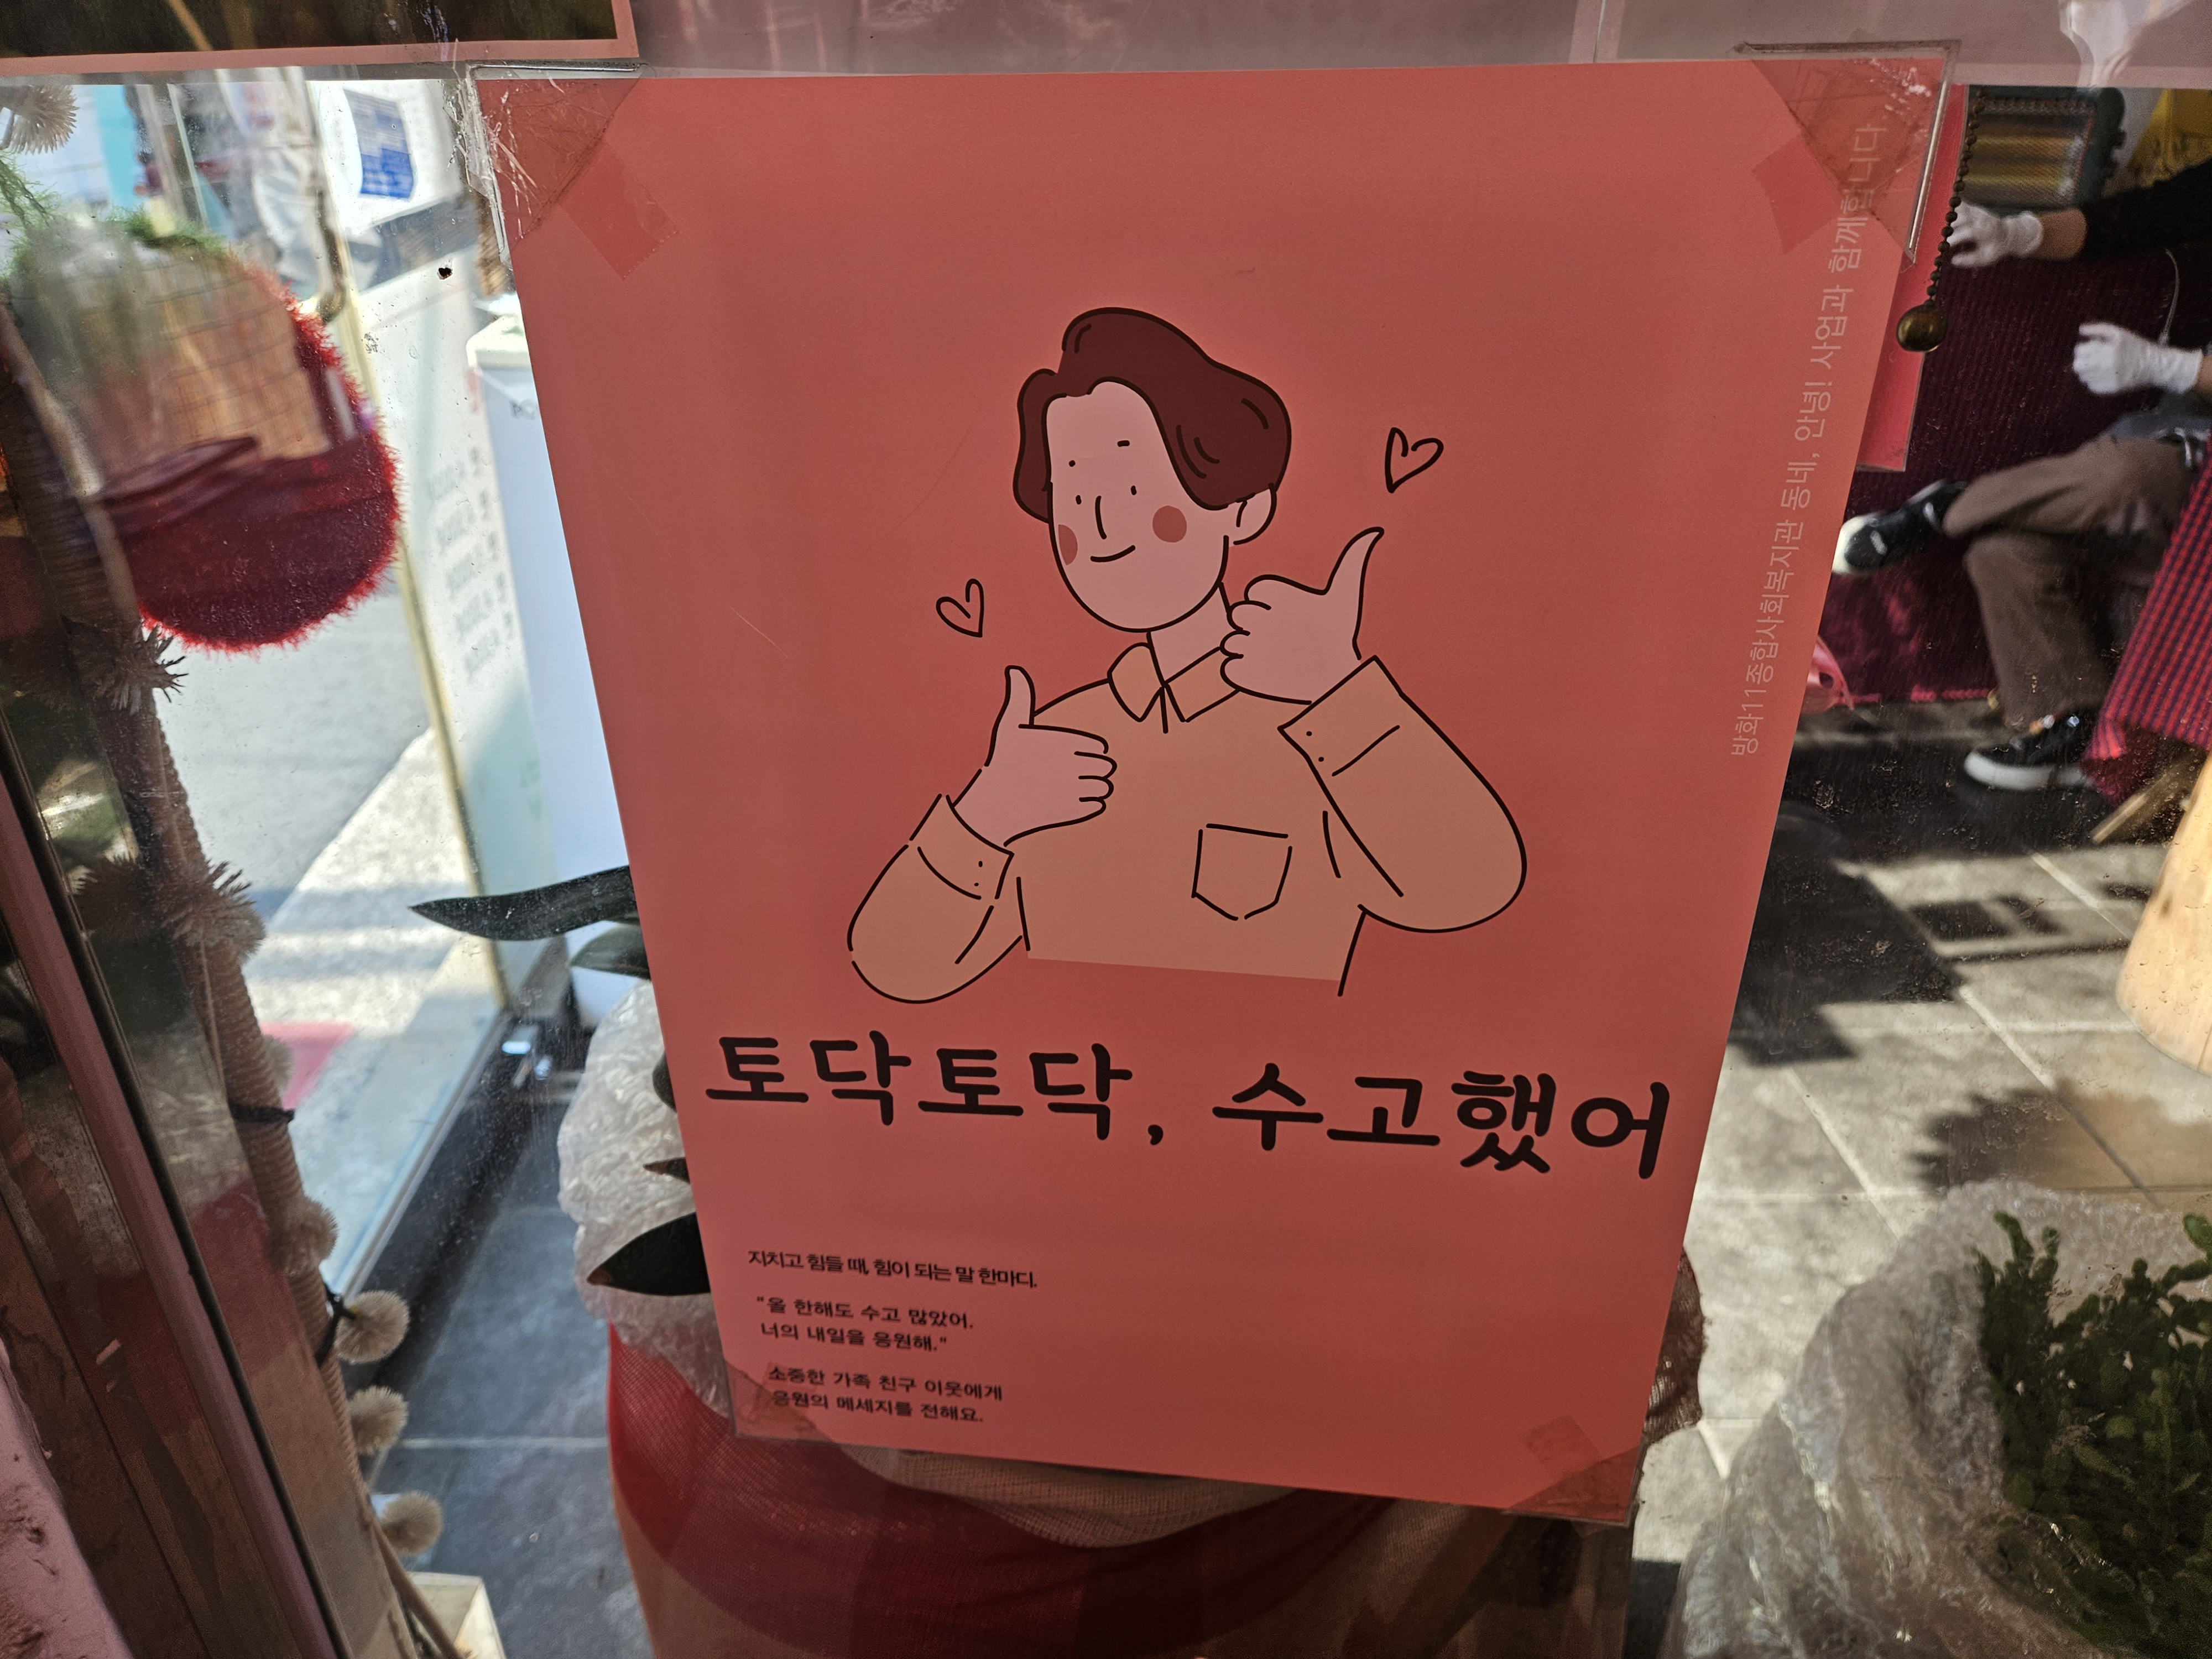 토닥토닥, 수고했어
지치고 힘들 때, 힘이 되는 말 한마디.
"올 한해도 수고 많았어.
너의 내일을 응원해."
소중한 가족 친구 이웃에게
응원의 메세지를 전해요.
방화11종합사회복지관 동네, 안녕! 사업과 함께합니다.